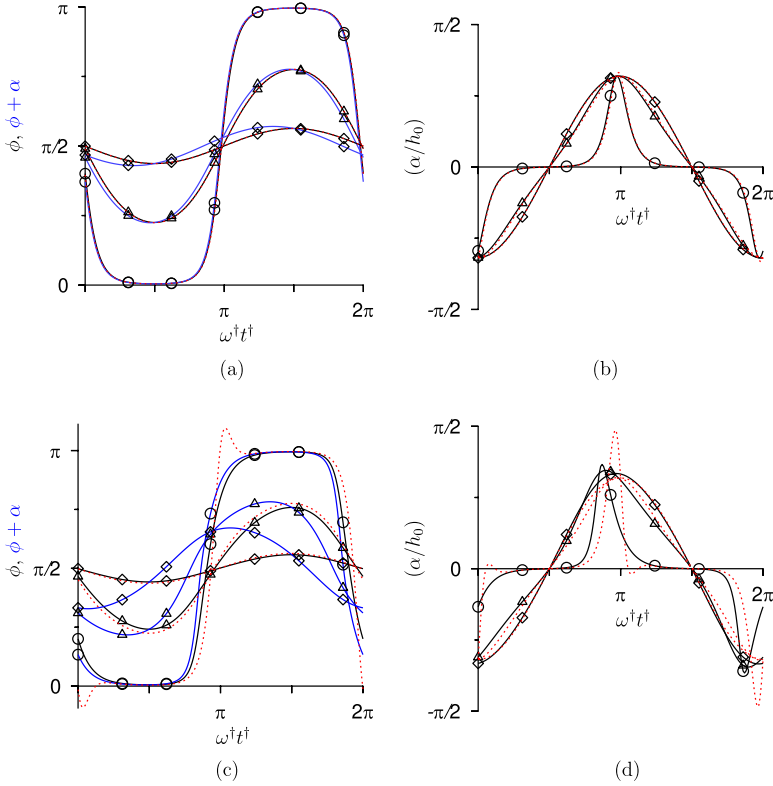 π
π/2
0
ϕ, ϕ + α
π
2π
ω†t†
(a)
π/2
0
-π/2
(α/h₀)
π
2π
ω†t†
(b)
π
π/2
0
ϕ, ϕ + α
π
2π
ω†t†
(c)
π/2
0
-π/2
(α/h₀)
π
2π
ω†t†
(d)